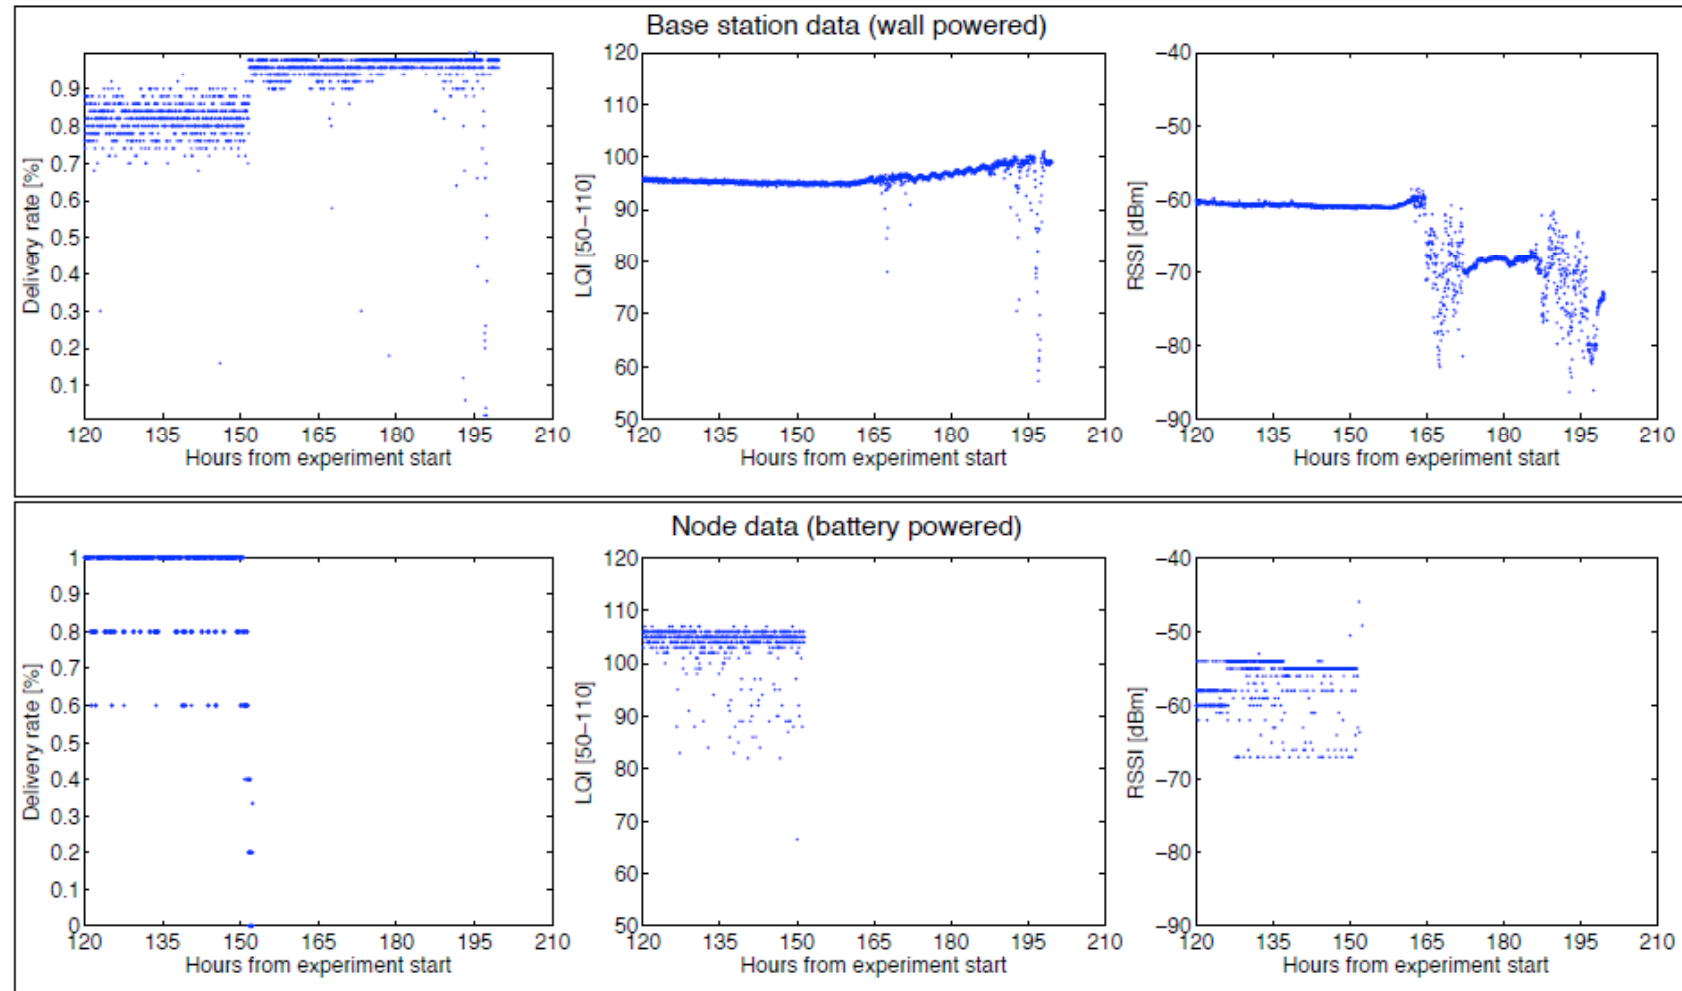 Base station data (wall powered)
Delivery rate [%]
0.9
0.8
0.7
0.6
0.5
0.4
0.3
0.2
0.1
120 135 150 165 180 195 210
Hours from experiment start
LQI [50−110]
120
110
100
90
80
70
60
50
120 135 150 165 180 195 210
Hours from experiment start
RSSI [dBm]
−40
−50
−60
−70
−80
−90
120 135 150 165 180 195 210
Hours from experiment start
Node data (battery powered)
Delivery rate [%]
1
0.9
0.8
0.7
0.6
0.5
0.4
0.3
0.2
0.1
0
120 135 150 165 180 195 210
Hours from experiment start
LQI [50−110]
120
110
100
90
80
70
60
50
120 135 150 165 180 195 210
Hours from experiment start
RSSI [dBm]
−40
−50
−60
−70
−80
−90
120 135 150 165 180 195 210
Hours from experiment start